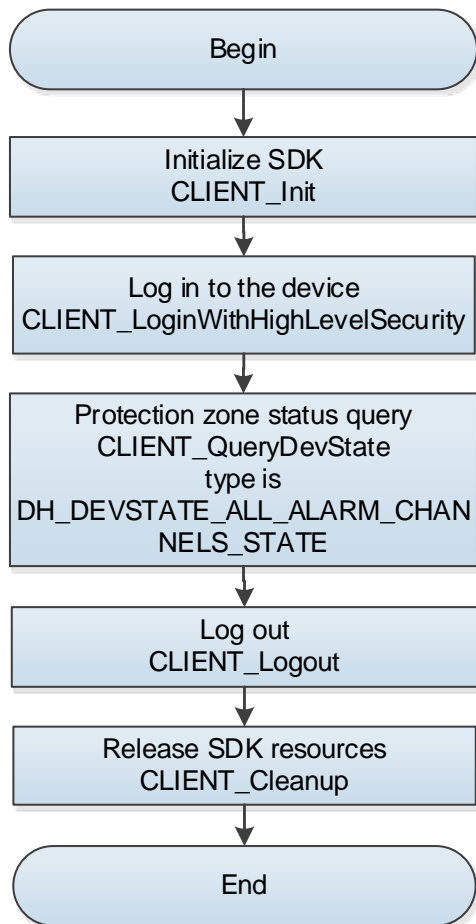 Begin
Initialize SDK
CLIENT_Init
Log in to the device
CLIENT_LoginWithHighLevelSecurity
Protection zone status query
CLIENT_QueryDevState
type is
DH_DEVSTATE_ALL_ALARM_CHAN
NELS_STATE
Log out
CLIENT_Logout
Release SDK resources
CLIENT_Cleanup
End